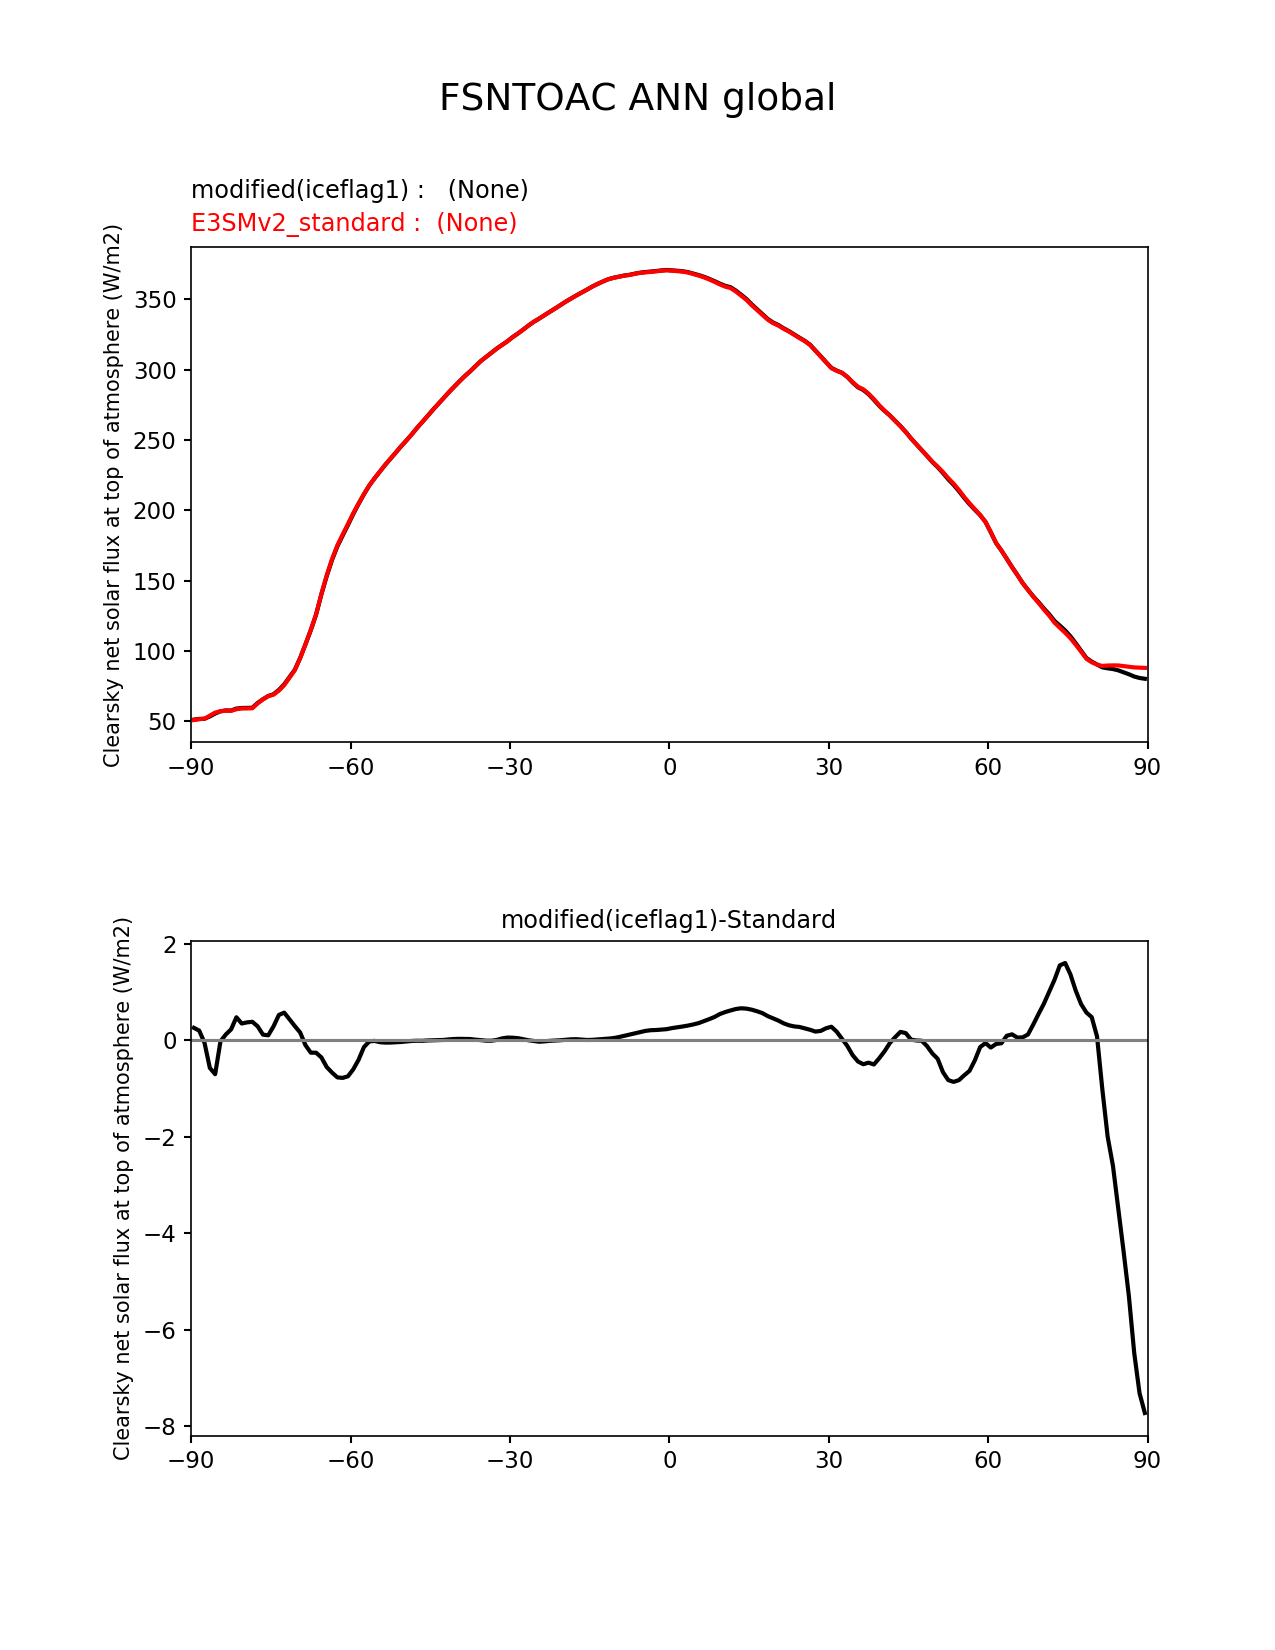 FSNTOAC ANN global
modified(iceflag1) :   (None)
E3SMv2_standard :  (None)
Clearsky net solar flux at top of atmosphere (W/m2)
350
300
250
200
150
100
50
−90 −60 −30 0 30 60 90
modified(iceflag1)-Standard
Clearsky net solar flux at top of atmosphere (W/m2)
2
0
−2
−4
−6
−8
−90 −60 −30 0 30 60 90